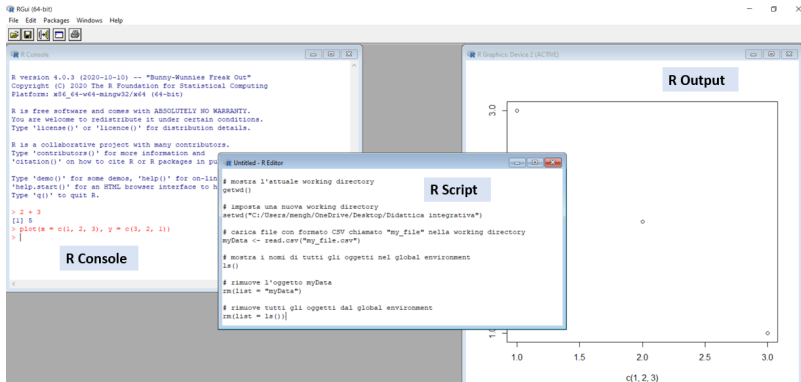 RGui (64-bit)
File Edit Packages Windows Help
R Console
R version 4.0.3 (2020-10-10) -- "Bunny-Wunnies Freak Out"
Copyright (C) 2020 The R Foundation for Statistical Computing
Platform: x86_64-w64-mingw32/x64 (64-bit)
R is free software and comes with ABSOLUTELY NO WARRANTY.
You are welcome to redistribute it under certain conditions.
Type 'license()' or 'licence()' for distribution details.
R is a collaborative project with many contributors.
Type 'contributors()' for more information and
'citation()' on how to cite R or R packages in pu
Type 'demo()' for some demos, 'help()' for on-lin
'help.start()' for an HTML browser interface to h
Type 'q()' to quit R.
> 2 + 3
[1] 5
> plot(x = c(1, 2, 3), y = c(3, 2, 1))
>
R Console
Untitled - R Editor
# mostra l'attuale working directory
getwd()
R Script
# imposta una nuova working directory
setwd("C:/Users/mengh/OneDrive/Desktop/Didattica integrativa")
# carica file con formato CSV chiamato "my_file" nella working directory
myData <- read.csv("my_file.csv")
# mostra i nomi di tutti gli oggetti nel global environment
ls()
# rimuove l'oggetto myData
rm(list = "myData")
# rimuove tutti gli oggetti dal global environment
rm(list = ls())
R Graphics: Device 2 (ACTIVE)
R Output
3.0
1.0
1.0 1.5 2.0 2.5 3.0
c(1, 2, 3)